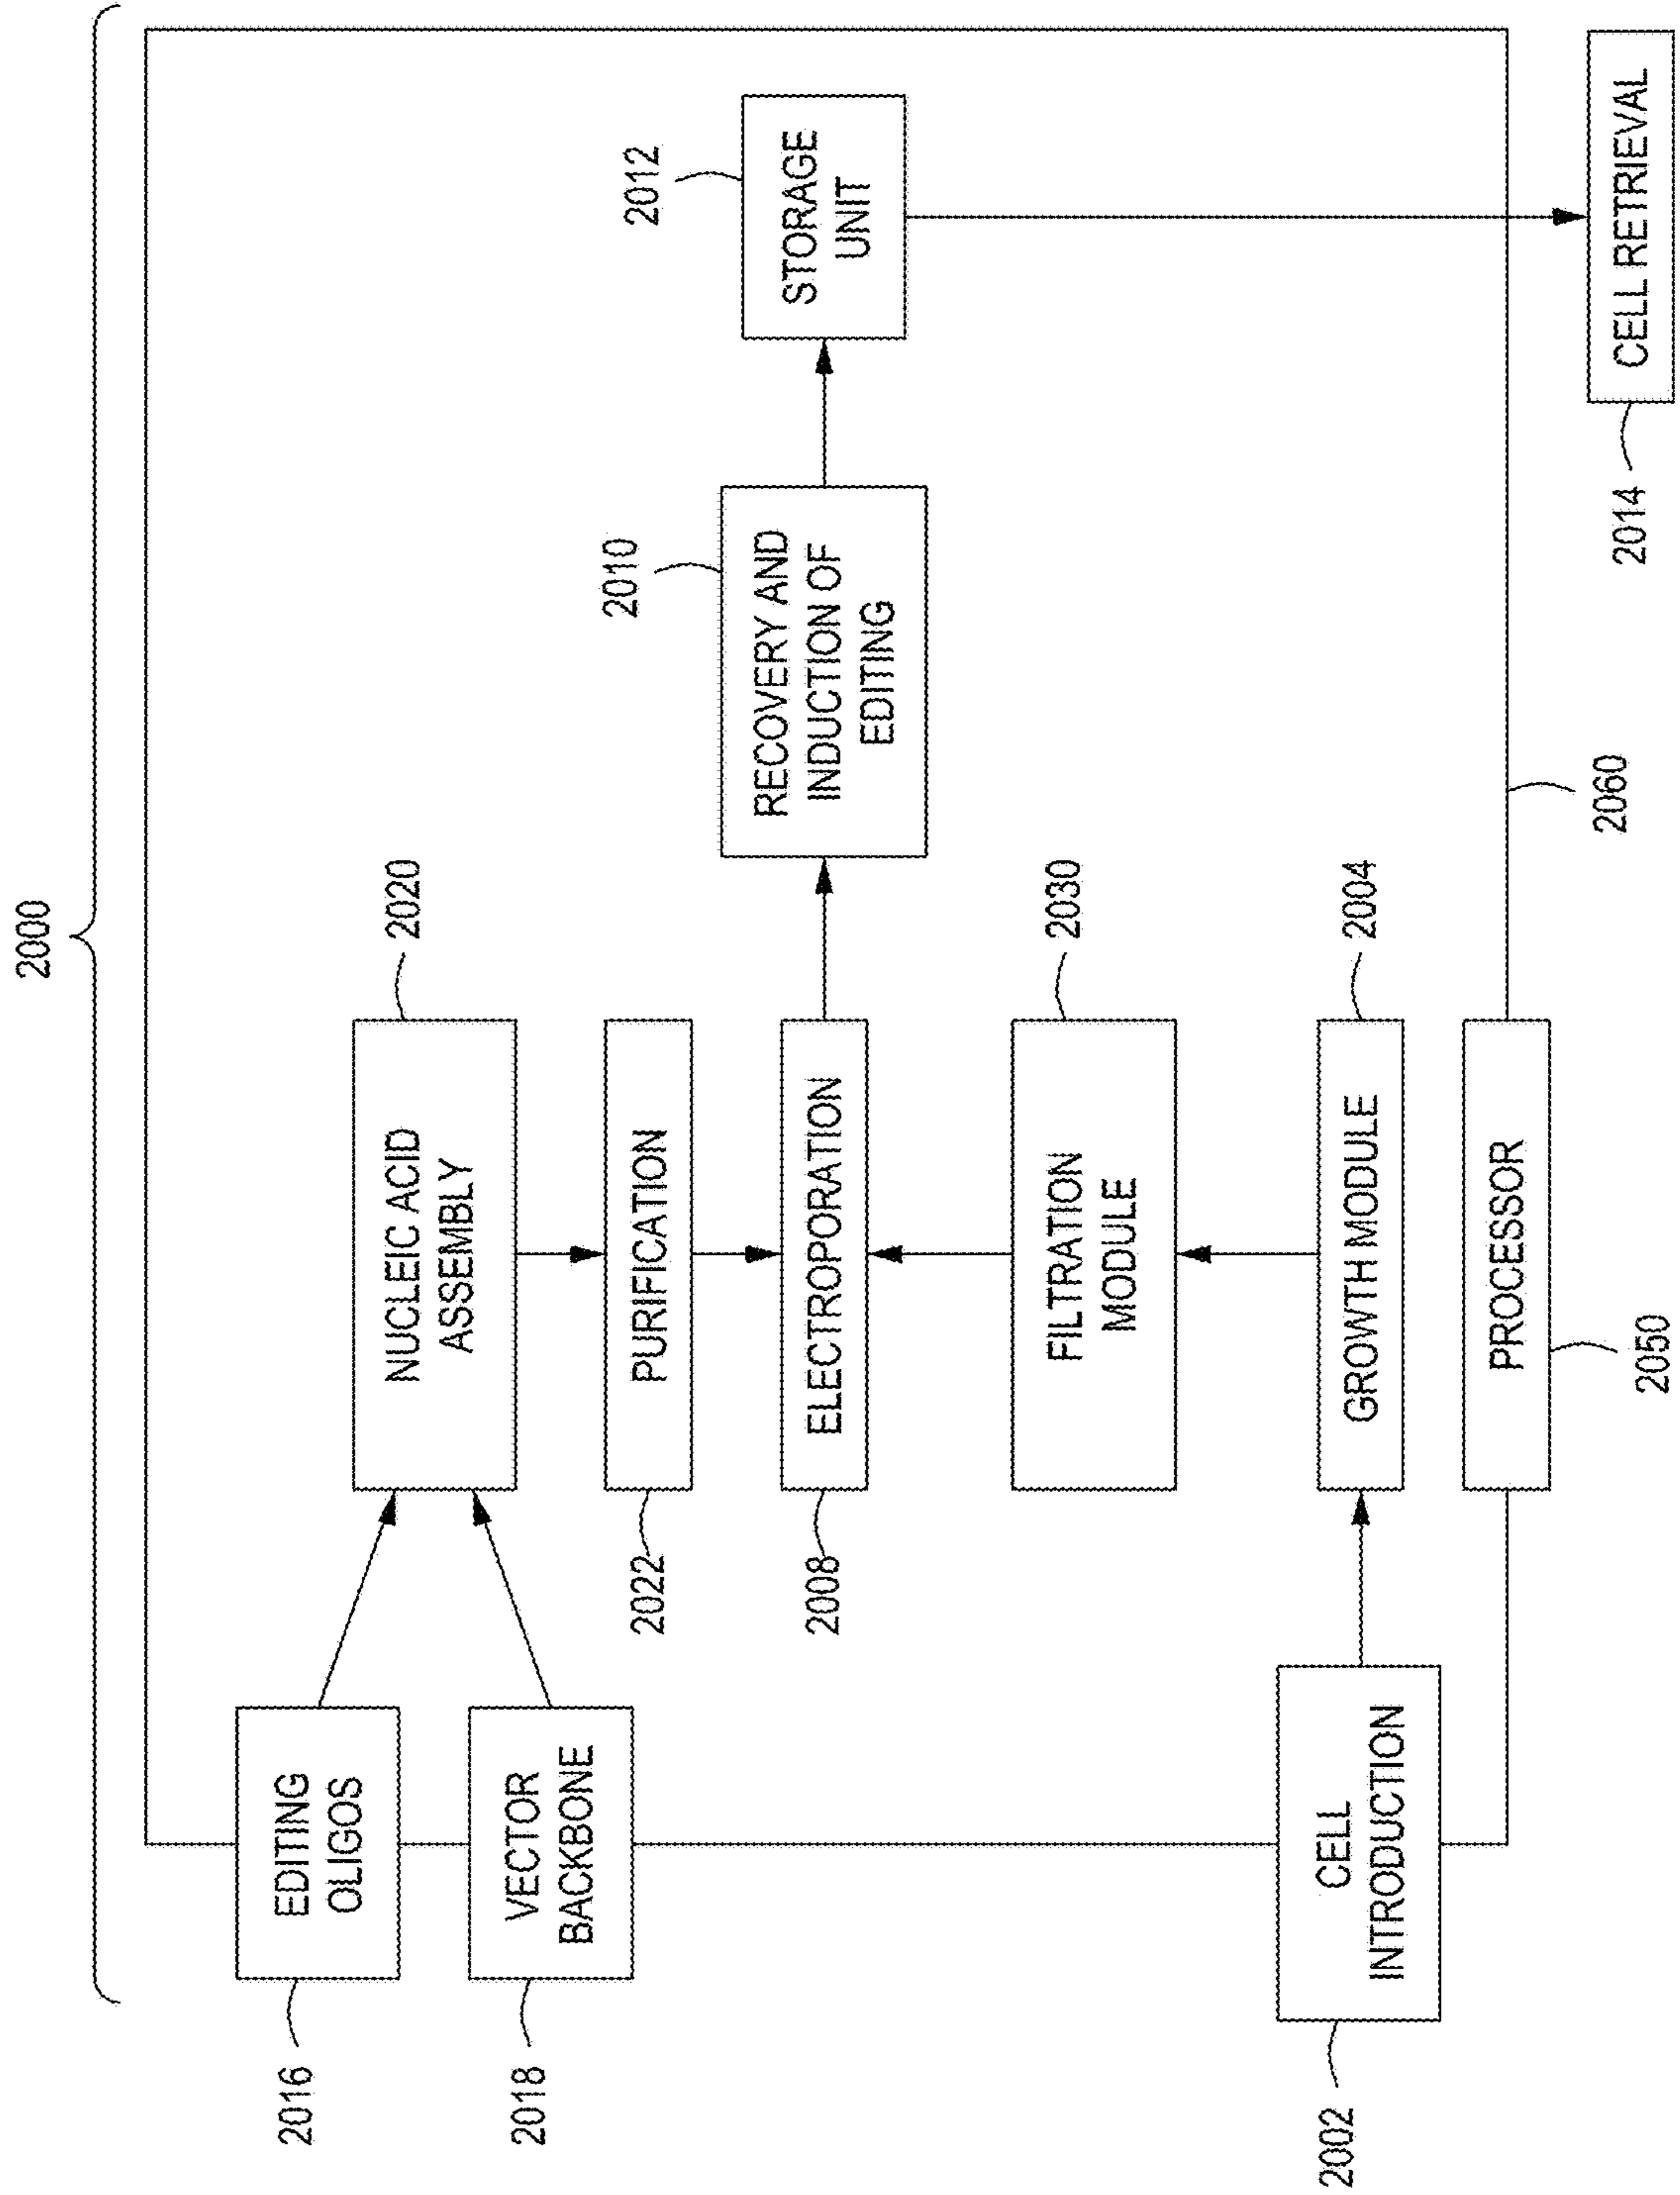 2000
2016
EDITING
OLIGOS
2018
VECTOR
BACKBONE
NUCLEIC ACID
ASSEMBLY
2020
2022
PURIFICATION
2008
ELECTROPORATION
RECOVERY AND
INDUCTION OF
EDITING
2010
STORAGE
UNIT
2012
FILTRATION
MODULE
2030
2002
CELL
INTRODUCTION
GROWTH MODULE
2004
PROCESSOR
2050
2060
2014
CELL RETRIEVAL